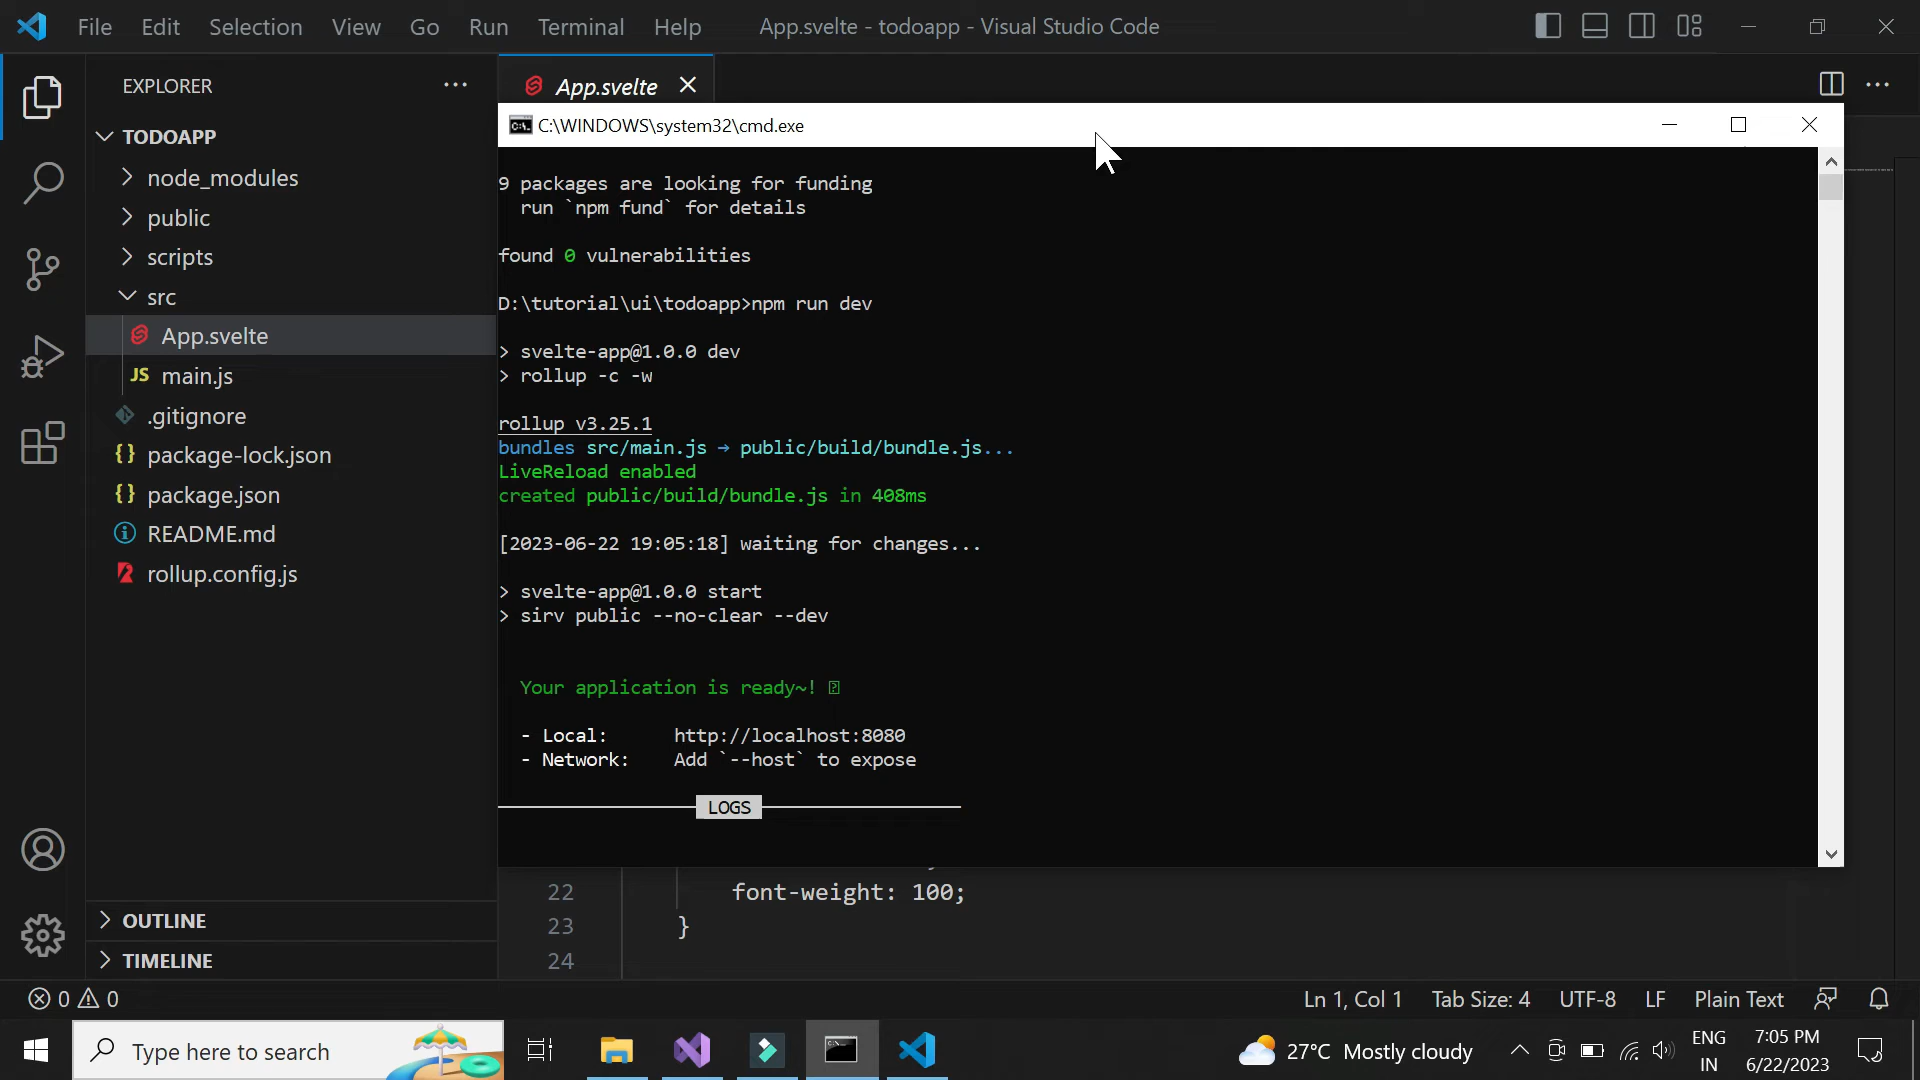 File Edit Selection View Go Run Terminal Help App.svelte - todoapp - Visual Studio Code
EXPLORER
TODOAPP
node_modules
public
scripts
src
App.svelte
JS main.js
.gitignore
{} package-lock.json
{} package.json
README.md
rollup.config.js
OUTLINE
TIMELINE
App.svelte
C:\WINDOWS\system32\cmd.exe
9 packages are looking for funding
run `npm fund` for details
found 0 vulnerabilities
D:\tutorial\ui\todoapp>npm run dev
> svelte-app@1.0.0 dev
> rollup -c -w
rollup v3.25.1
bundles src/main.js → public/build/bundle.js...
LiveReload enabled
created public/build/bundle.js in 408ms
[2023-06-22 19:05:18] waiting for changes...
> svelte-app@1.0.0 start
> sirv public --no-clear --dev
Your application is ready~!
- Local: http://localhost:8080
- Network: Add `--host` to expose
LOGS
22 font-weight: 100;
23 }
24
0 0 Ln 1, Col 1 Tab Size: 4 UTF-8 LF Plain Text
Type here to search
27°C Mostly cloudy
ENG
IN
7:05 PM
6/22/2023